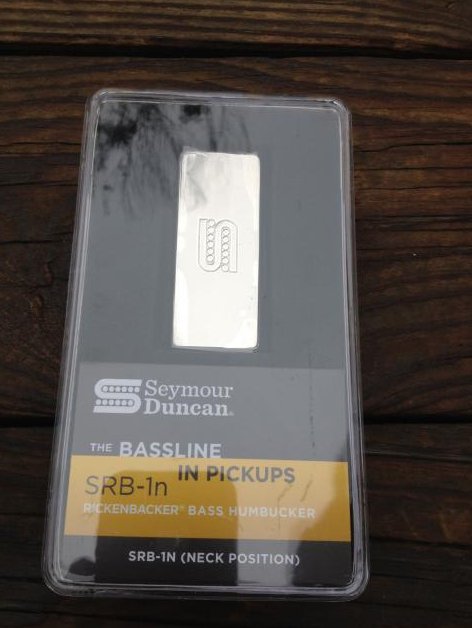 Seymour
Duncan®
THE BASSLINE
IN PICKUPS
SRB-1n
RICKENBACKER® BASS HUMBUCKER
SRB-1N (NECK POSITION)